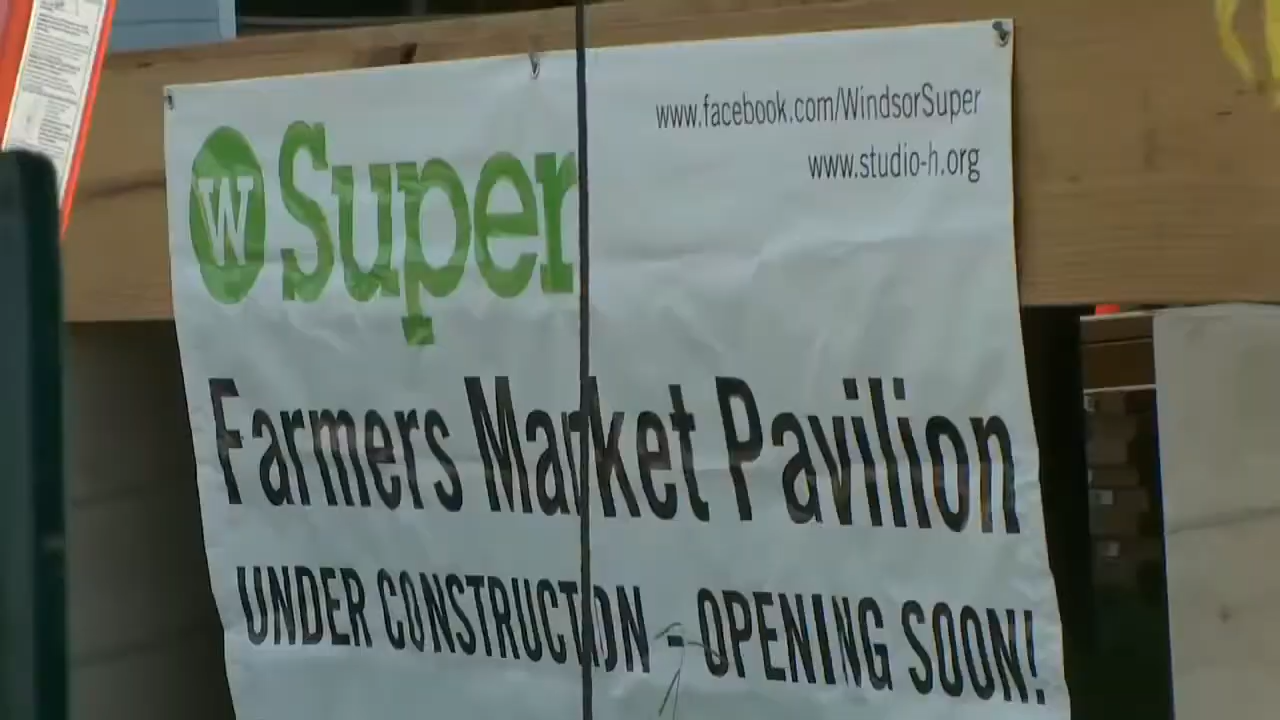 W Super
www.facebook.com/WindsorSuper
www.studio-h.org
Farmers Market Pavilion
UNDER CONSTRUCTION - OPENING SOON!